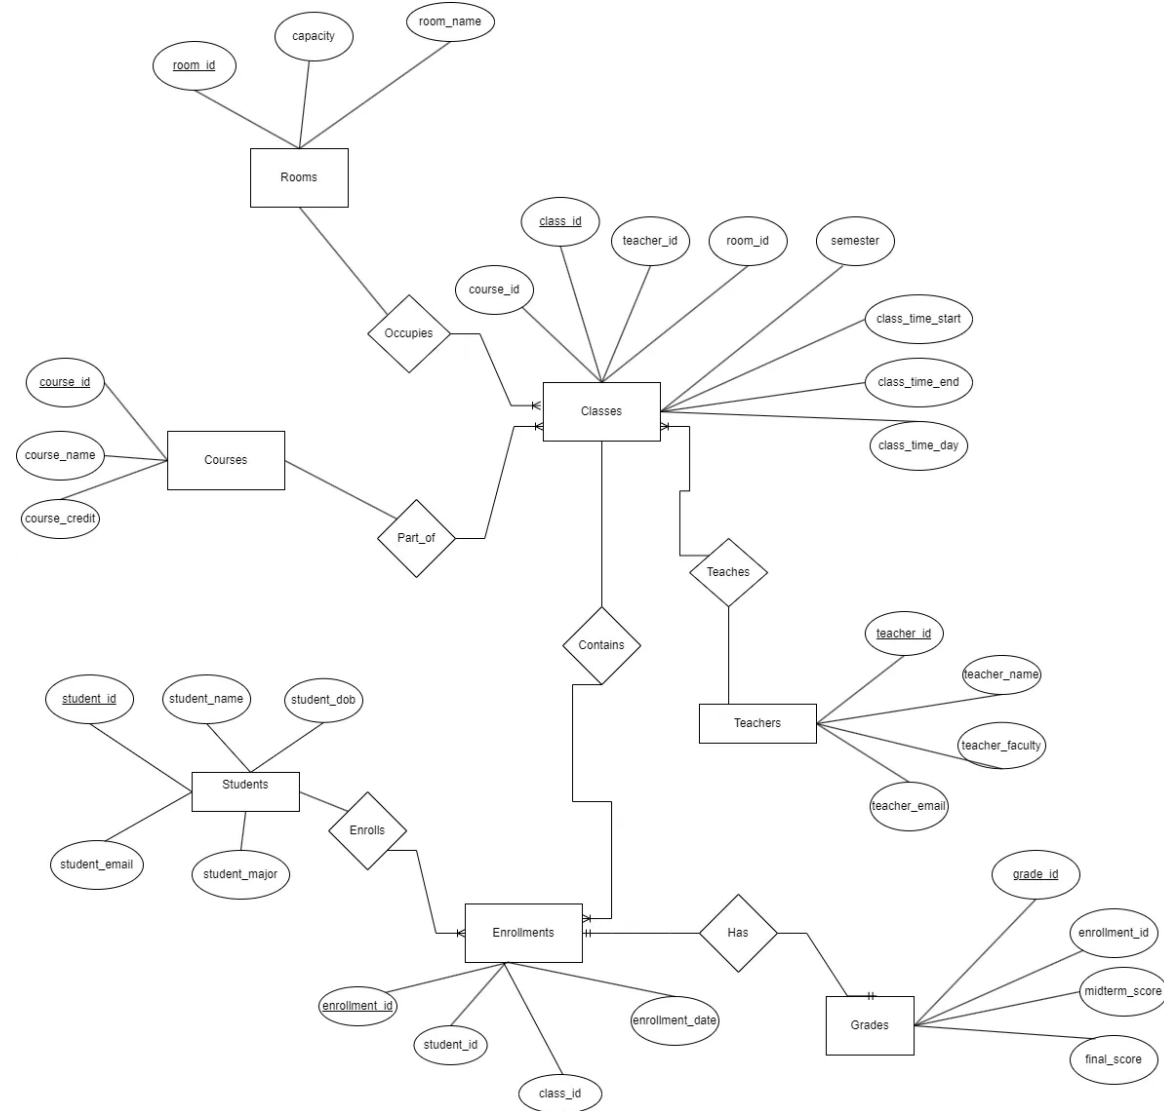 room_name
capacity
room_id
Rooms
class_id
teacher_id
room_id
semester
course_id
class_time_start
Occupies
class_time_end
course_id
Classes
class_time_day
course_name
Courses
course_credit
Part_of
Teaches
teacher_id
Contains
teacher_name
student_id
student_name
student_dob
Teachers
teacher_faculty
Students
teacher_email
Enrolls
student_email
student_major
grade_id
Enrollments
Has
enrollment_id
midterm_score
enrollment_id
enrollment_date
Grades
student_id
final_score
class_id